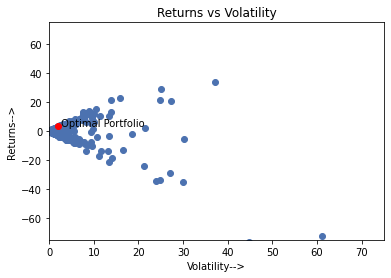 Returns vs Volatility
60
40
20
0
−20
−40
−60
Returns-->
Optimal Portfolio
0 10 20 30 40 50 60 70
Volatility-->